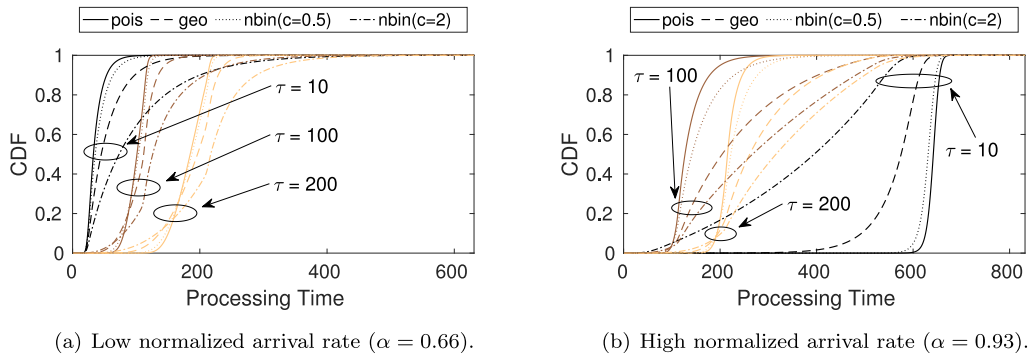 pois geo nbin(c=0.5) nbin(c=2)
1
0.8
0.6
0.4
0.2
0
CDF
τ = 10
τ = 100
τ = 200
0 200 400 600
Processing Time
(a) Low normalized arrival rate (α = 0.66).
pois geo nbin(c=0.5) nbin(c=2)
1
0.8
0.6
0.4
0.2
0
CDF
τ = 100
τ = 10
τ = 200
0 200 400 600 800
Processing Time
(b) High normalized arrival rate (α = 0.93).